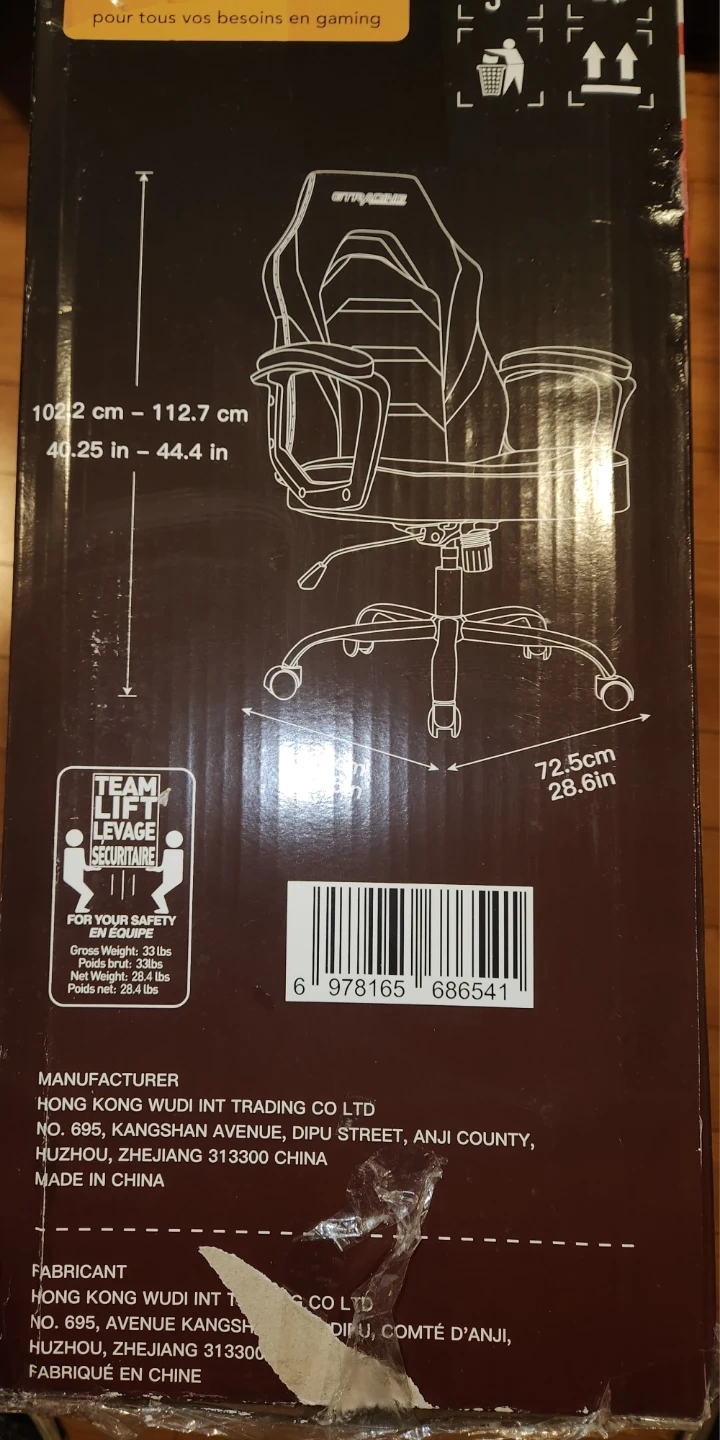 pour tous vos besoins en gaming
GTRACING
102.2 cm – 112.7 cm
40.25 in – 44.4 in
72.5cm
28.6in
TEAM
LIFT
LEVAGE
SÉCURITAIRE
FOR YOUR SAFETY
EN ÉQUIPE
Gross Weight: 33 lbs
Poids brut: 33lbs
Net Weight: 28.4 lbs
Poids net: 28.4 lbs
6 978165 686541
MANUFACTURER
HONG KONG WUDI INT TRADING CO LTD
NO. 695, KANGSHAN AVENUE, DIPU STREET, ANJI COUNTY,
HUZHOU, ZHEJIANG 313300 CHINA
MADE IN CHINA
FABRICANT
HONG KONG WUDI INT CO LTD
NO. 695, AVENUE DIPU, COMTÉ D'ANJI,
HUZHOU, ZHEJIANG 313300
FABRIQUÉ EN CHINE